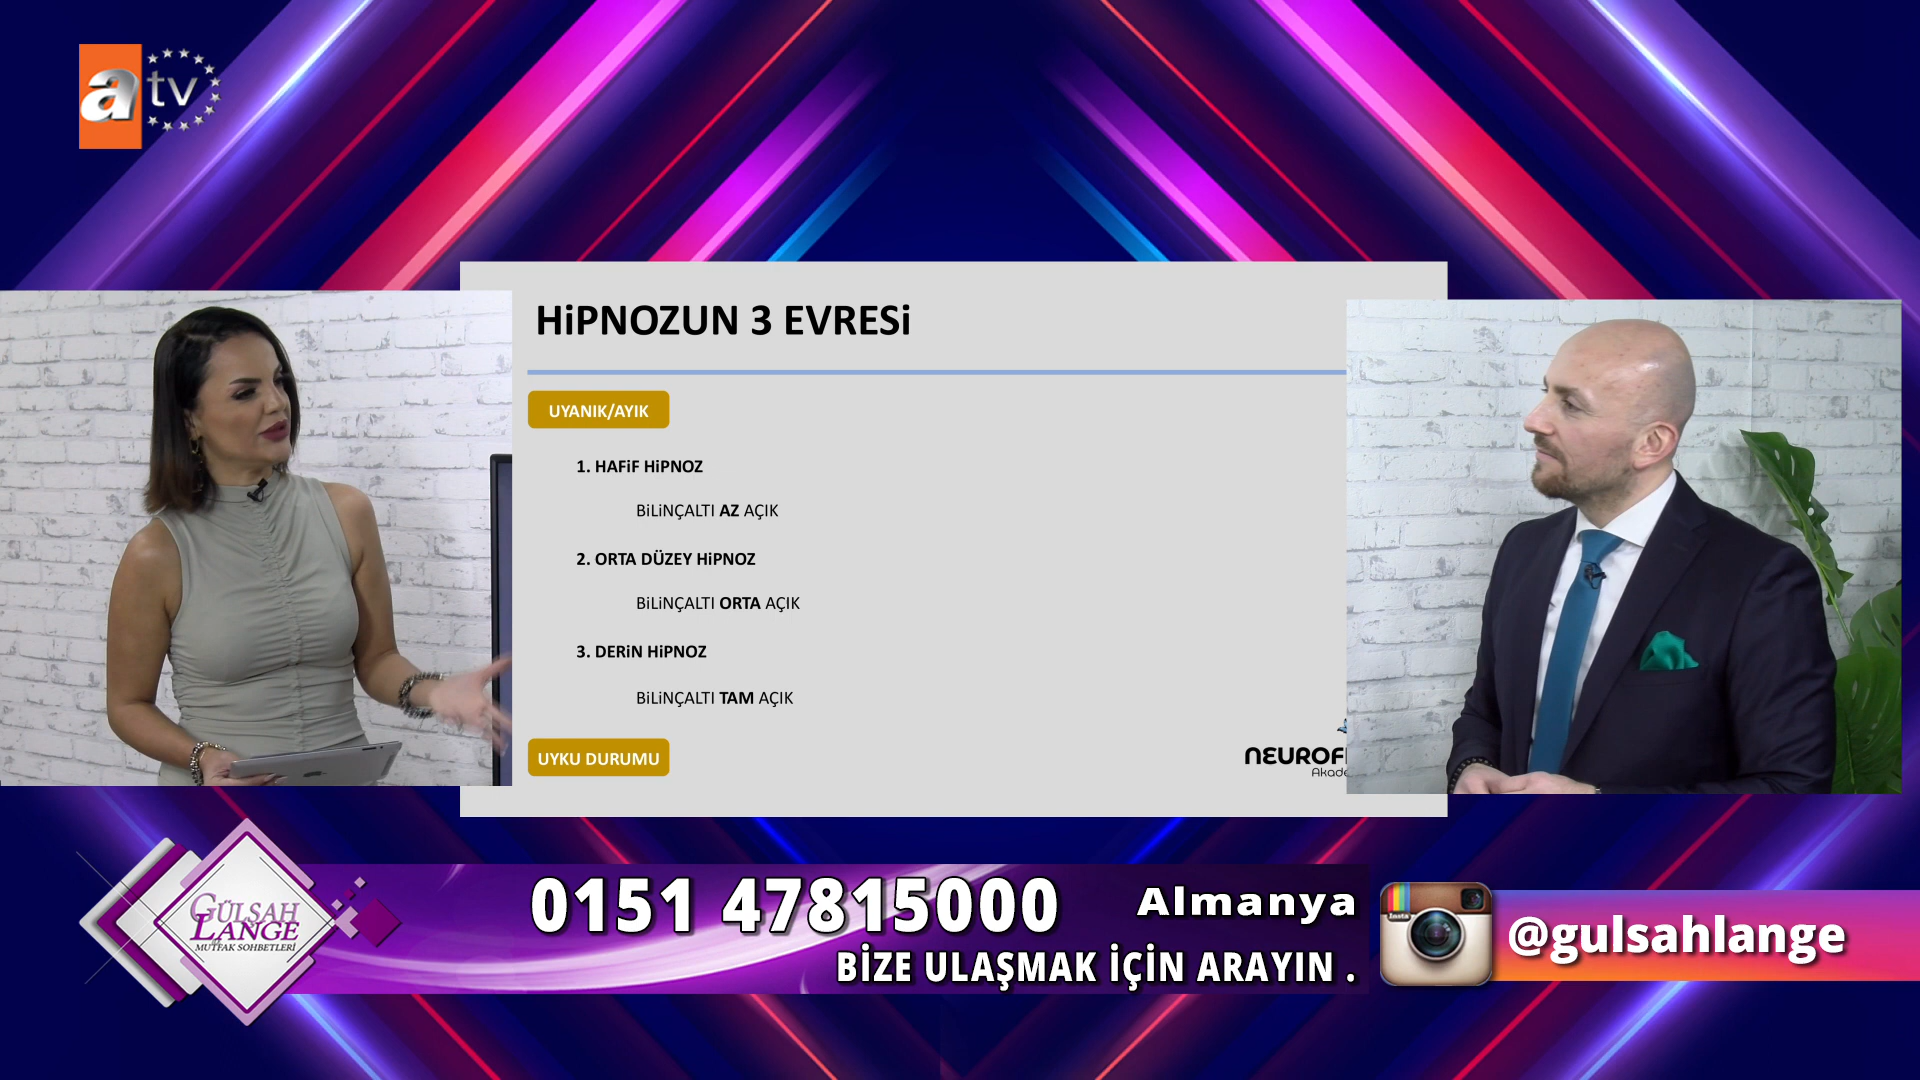 atv
HiPNOZUN 3 EVRESi
UYANIK/AYIK
1. HAFiF HiPNOZ
BiLiNÇALTI AZ AÇIK
2. ORTA DÜZEY HiPNOZ
BiLiNÇALTI ORTA AÇIK
3. DERiN HiPNOZ
BiLiNÇALTI TAM AÇIK
UYKU DURUMU
GÜLSAH
LANGE
MUTFAK SOHBETLERİ
0151 47815000
Almanya
BİZE ULAŞMAK İÇİN ARAYIN .
Insta
@gulsahlange